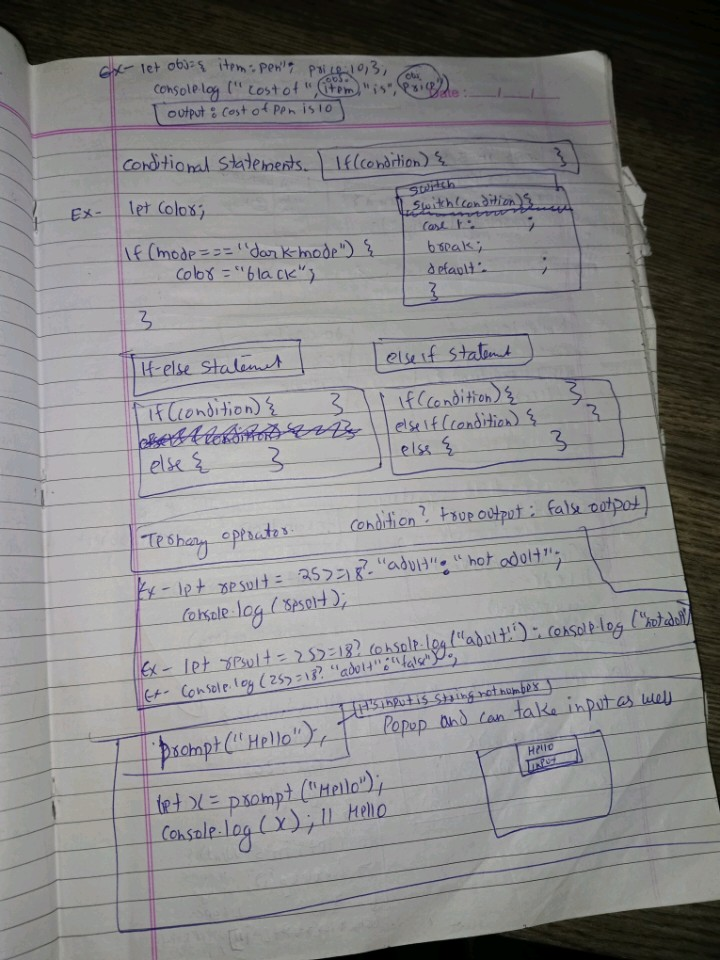 Ex- let obj={ item: Pen"; price:10,3,
console.log (" cost of ", obj. item, " is", obj. price")
Date : / /
output : cost of pen is 10
conditional statements. If (condition) { }
Ex- let color;
If (mode === "dark-mode") {
color = "black";
}
switch
switch(condition){
case 1: ;
break;
default: ;
}
If-else statement
if (condition) { }
else { }
else if statement
if (condition) { }
else if (condition) { }
else { }
Ternary operator. condition? true output : false output
Ex - let result = 25>=18? "adult" : "not adult";
console.log (result);
Ex - let result = 25>=18? console.log("adult") : console.log ("not adult")
Ex- console.log (25>=18? "adult" : "false");
prompt ("Hello"),
It's input is string not number
Popop and can take input as well
let x = prompt ("Hello");
console.log (x); // Hello
Hello
input